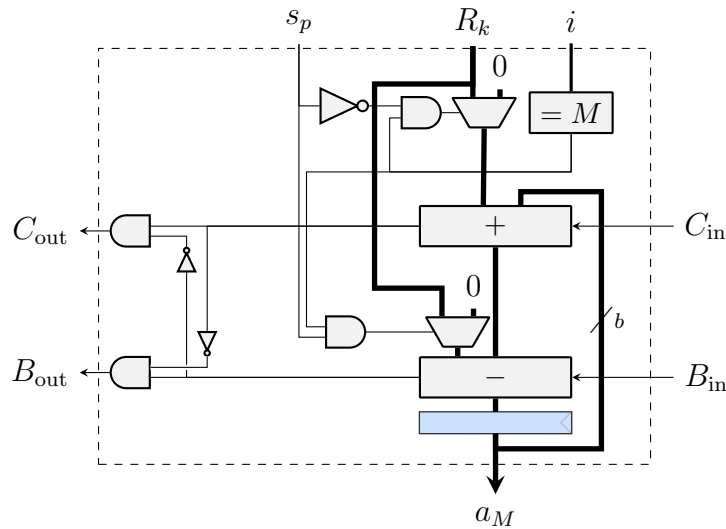 s_p R_k i
0
= M
+
C_out C_in
0
b
B_out − B_in
a_M